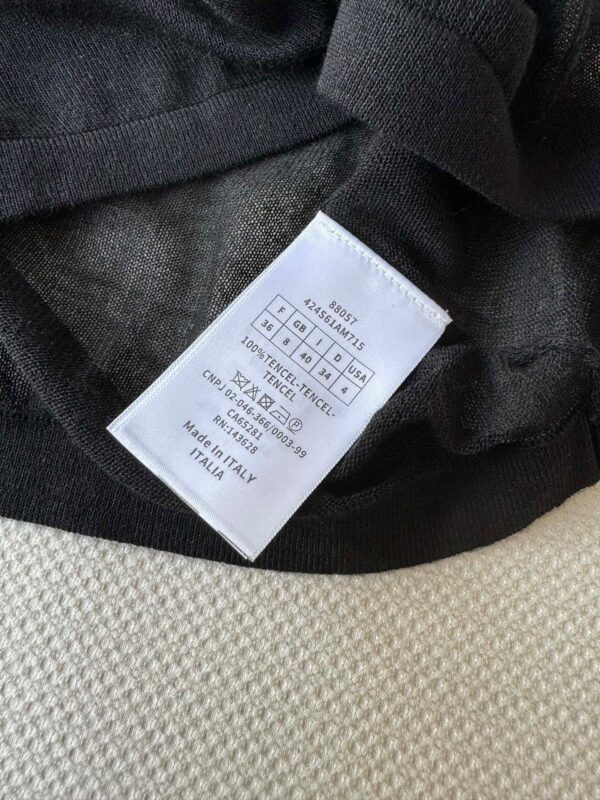 88057
424S61AM715
F GB I D USA
36 8 40 34 4
100%TENCEL-TENCEL-
TENCEL
CNPJ 02-046-366/0003-99
CA65281
RN:143628
Made In ITALY
ITALIA